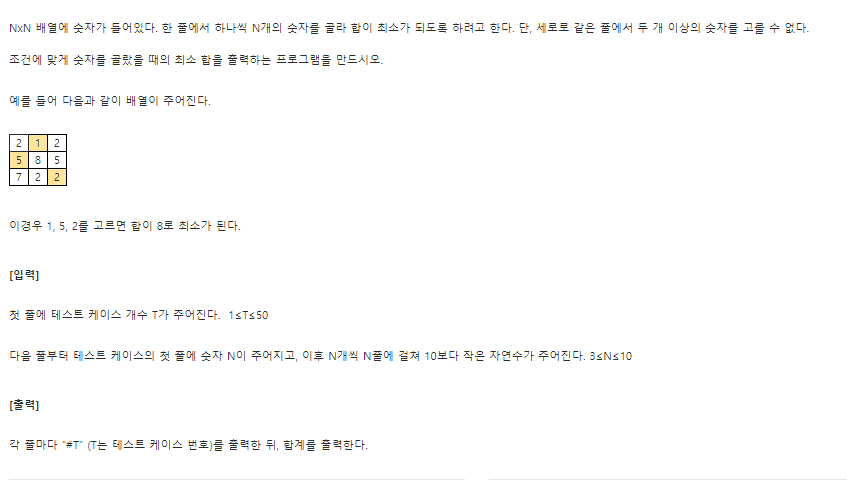 NxN 배열에 숫자가 들어있다. 한 줄에서 하나씩 N개의 숫자를 골라 합이 최소가 되도록 하려고 한다. 단, 세로로 같은 줄에서 두 개 이상의 숫자를 고를 수 없다.
조건에 맞게 숫자를 골랐을 때의 최소 합을 출력하는 프로그램을 만드시오.
예를 들어 다음과 같이 배열이 주어진다.
2 1 2
5 8 5
7 2 2
이경우 1, 5, 2를 고르면 합이 8로 최소가 된다.
[입력]
첫 줄에 테스트 케이스 개수 T가 주어진다. 1≤T≤50
다음 줄부터 테스트 케이스의 첫 줄에 숫자 N이 주어지고, 이후 N개씩 N줄에 걸쳐 10보다 작은 자연수가 주어진다. 3≤N≤10
[출력]
각 줄마다 "#T" (T는 테스트 케이스 번호)를 출력한 뒤, 합계를 출력한다.